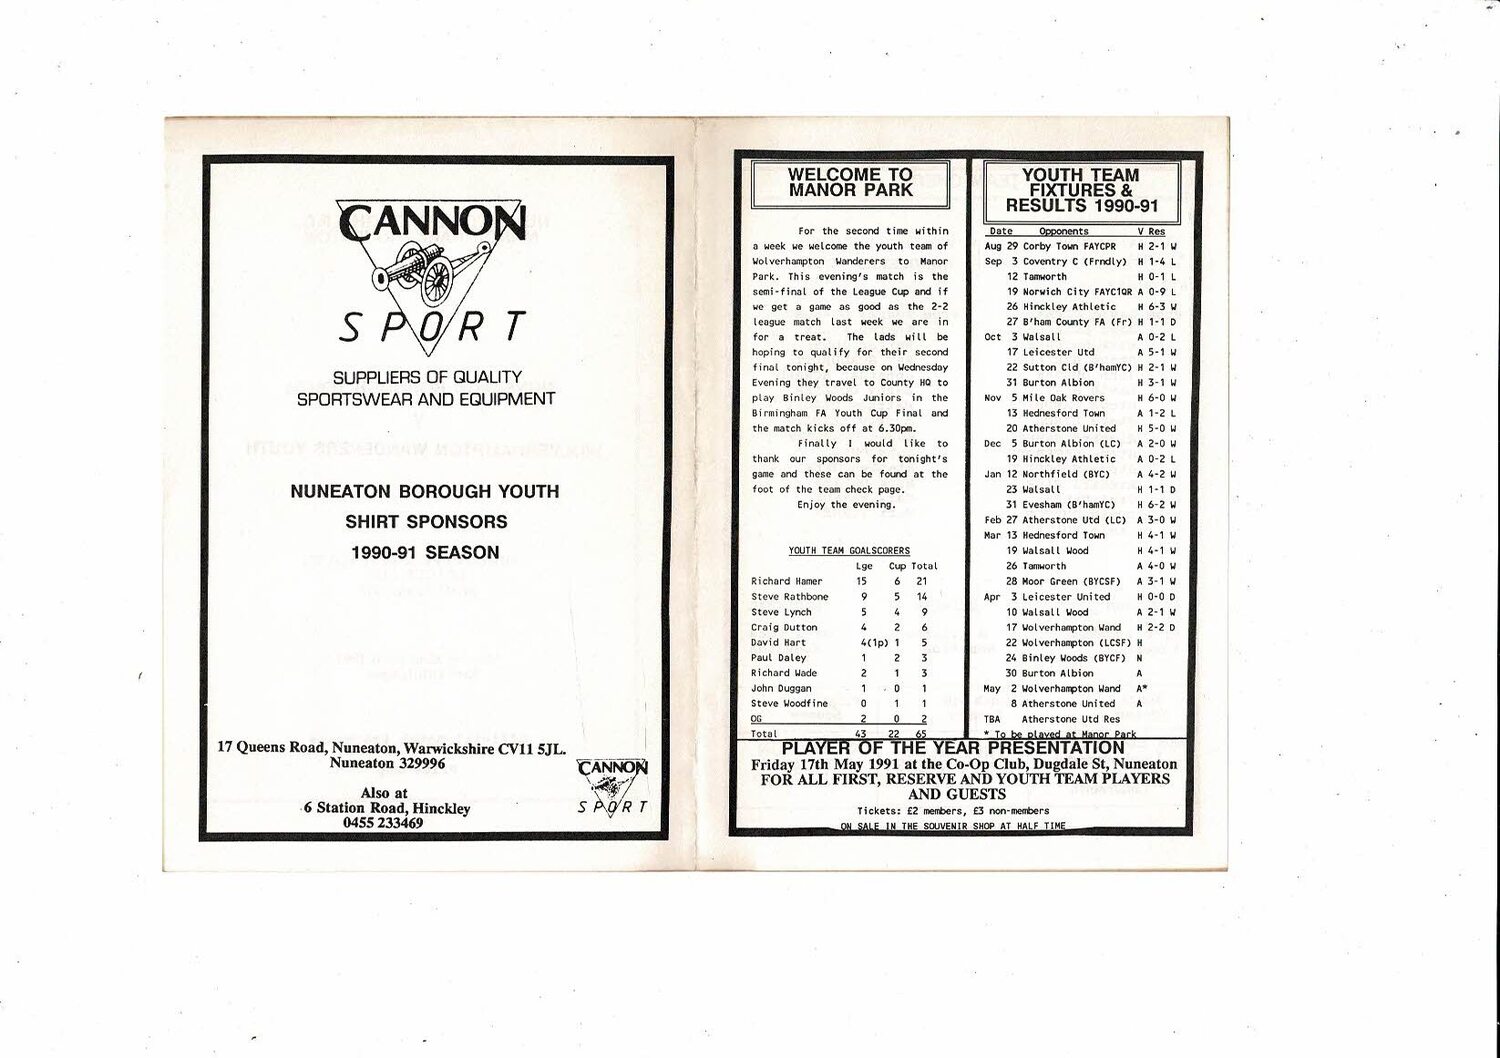 CANNON
SPORT
SUPPLIERS OF QUALITY
SPORTSWEAR AND EQUIPMENT
NUNEATON BOROUGH YOUTH
SHIRT SPONSORS
1990-91 SEASON
17 Queens Road, Nuneaton, Warwickshire CV11 5JL.
Nuneaton 329996
Also at
6 Station Road, Hinckley
0455 233469
CANNON
SPORT
WELCOME TO
MANOR PARK
For the second time within
a week we welcome the youth team of
Wolverhampton Wanderers to Manor
Park. This evening's match is the
semi-final of the League Cup and if
we get a game as good as the 2-2
league match last week we are in
for a treat. The lads will be
hoping to qualify for their second
final tonight, because on Wednesday
Evening they travel to County HQ to
play Binley Woods Juniors in the
Birmingham FA Youth Cup Final and
the match kicks off at 6.30pm.
Finally I would like to
thank our sponsors for tonight's
game and these can be found at the
foot of the team check page.
Enjoy the evening.
YOUTH TEAM GOALSCORERS
Lge Cup Total
Richard Hamer 15 6 21
Steve Rathbone 9 5 14
Steve Lynch 5 4 9
Craig Dutton 4 2 6
David Hart 4(1p) 1 5
Paul Daley 1 2 3
Richard Wade 2 1 3
John Duggan 1 0 1
Steve Woodfine 0 1 1
OG 2 0 2
Total 43 22 65
YOUTH TEAM
FIXTURES &
RESULTS 1990-91
Date Opponents V Res
Aug 29 Corby Town FAYCPR H 2-1 W
Sep 3 Coventry C (Frndly) H 1-4 L
12 Tamworth H 0-1 L
19 Norwich City FAYC1QR A 0-9 L
26 Hinckley Athletic H 6-3 W
27 B'ham County FA (Fr) H 1-1 D
Oct 3 Walsall A 0-2 L
17 Leicester Utd A 5-1 W
22 Sutton Cld (B'hamYC) H 2-1 W
31 Burton Albion H 3-1 W
Nov 5 Mile Oak Rovers H 6-0 W
13 Hednesford Town A 1-2 L
20 Atherstone United H 5-0 W
Dec 5 Burton Albion (LC) A 2-0 W
19 Hinckley Athletic A 0-2 L
Jan 12 Northfield (BYC) A 4-2 W
23 Walsall H 1-1 D
31 Evesham (B'hamYC) H 6-2 W
Feb 27 Atherstone Utd (LC) A 3-0 W
Mar 13 Hednesford Town H 4-1 W
19 Walsall Wood H 4-1 W
26 Tamworth A 4-0 W
28 Moor Green (BYCSF) A 3-1 W
Apr 3 Leicester United H 0-0 D
10 Walsall Wood A 2-1 W
17 Wolverhampton Wand H 2-2 D
22 Wolverhampton (LCSF) H
24 Binley Woods (BYCF) N
30 Burton Albion A
May 2 Wolverhampton Wand A*
8 Atherstone United A
TBA Atherstone Utd Res
* To be played at Manor Park
PLAYER OF THE YEAR PRESENTATION
Friday 17th May 1991 at the Co-Op Club, Dugdale St, Nuneaton
FOR ALL FIRST, RESERVE AND YOUTH TEAM PLAYERS
AND GUESTS
Tickets: £2 members, £3 non-members
ON SALE IN THE SOUVENIR SHOP AT HALF TIME